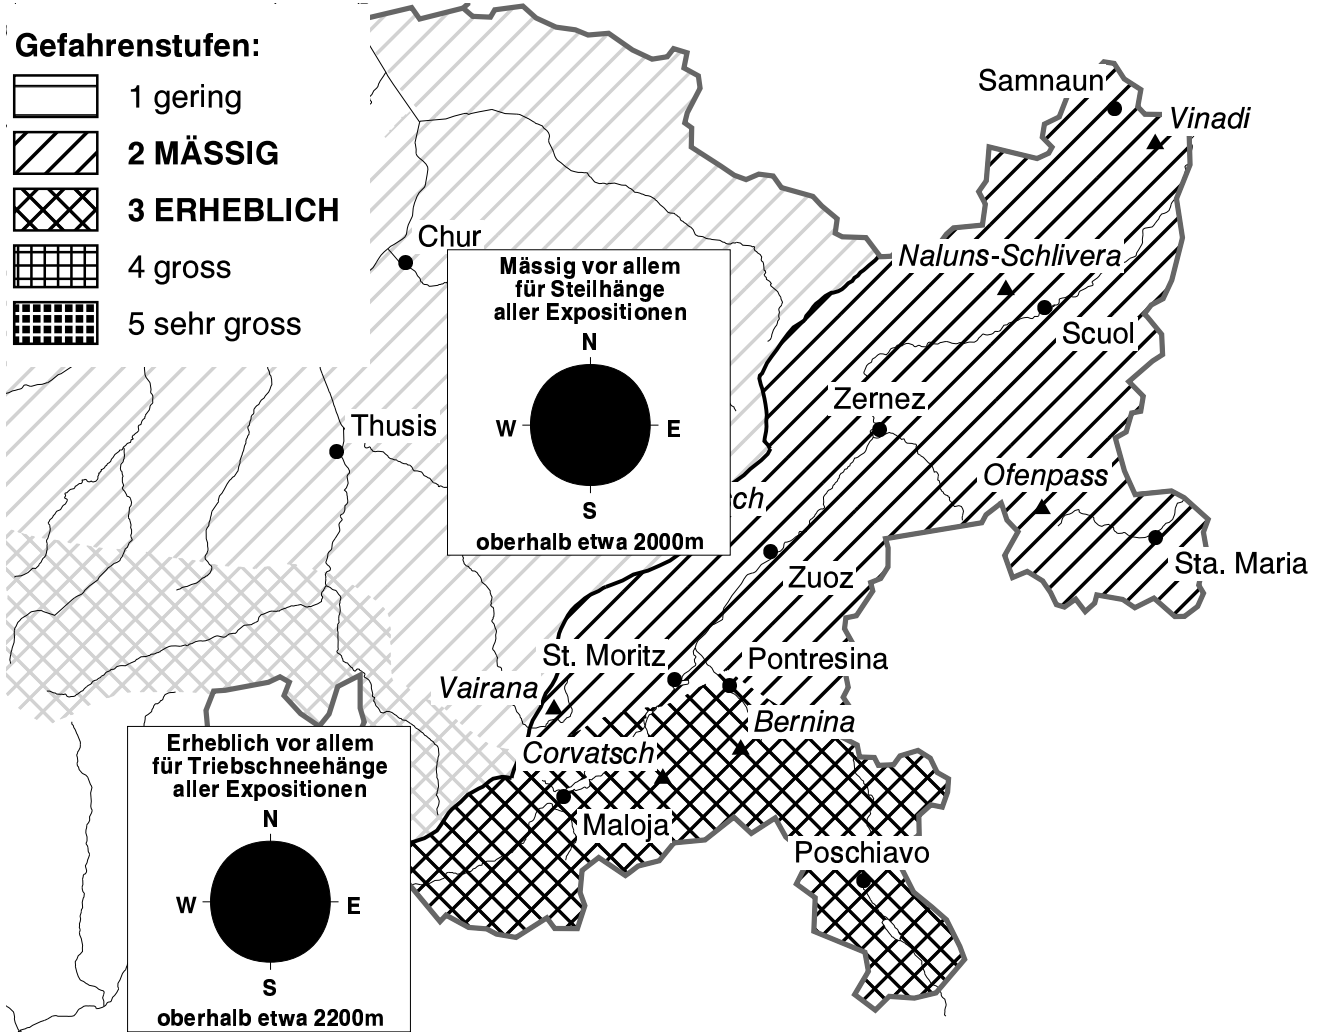 Gefahrenstufen:
1 gering
2 MÄSSIG
3 ERHEBLICH
4 gross
5 sehr gross
Samnaun
Vinadi
Chur
Naluns-Schlivera
Scuol
Mässig vor allem
für Steilhänge
aller Expositionen
N
W
E
S
oberhalb etwa 2000m
Zernez
Thusis
Ofenpass
sch
Sta. Maria
Zuoz
St. Moritz
Pontresina
Vairana
Bernina
Corvatsch
Maloja
Poschiavo
Erheblich vor allem
für Triebschneehänge
aller Expositionen
N
W
E
S
oberhalb etwa 2200m